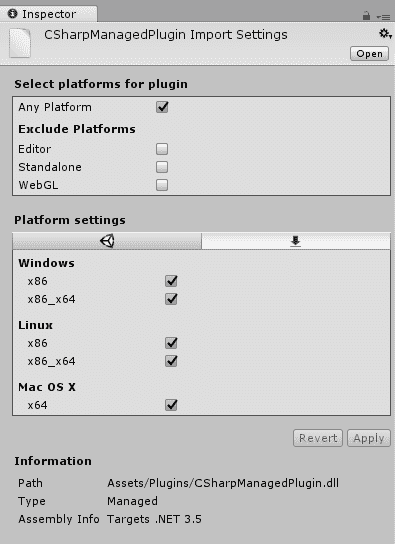 Inspector
CSharpManagedPlugin Import Settings
Open
Select platforms for plugin
Any Platform
Exclude Platforms
Editor
Standalone
WebGL
Platform settings
Windows
x86
x86_x64
Linux
x86
x86_x64
Mac OS X
x64
Revert Apply
Information
Path Assets/Plugins/CSharpManagedPlugin.dll
Type Managed
Assembly Info Targets .NET 3.5